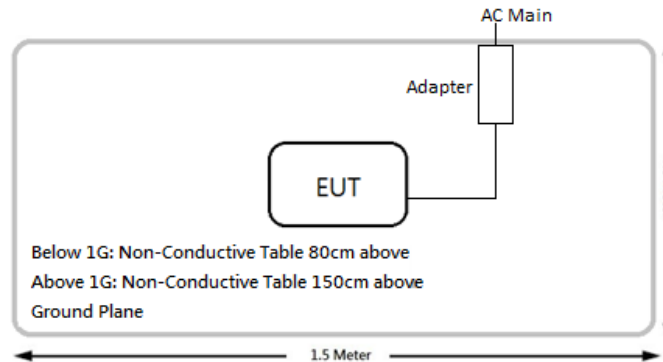 AC Main
Adapter
EUT
Below 1G: Non-Conductive Table 80cm above
Above 1G: Non-Conductive Table 150cm above
Ground Plane
1.5 Meter